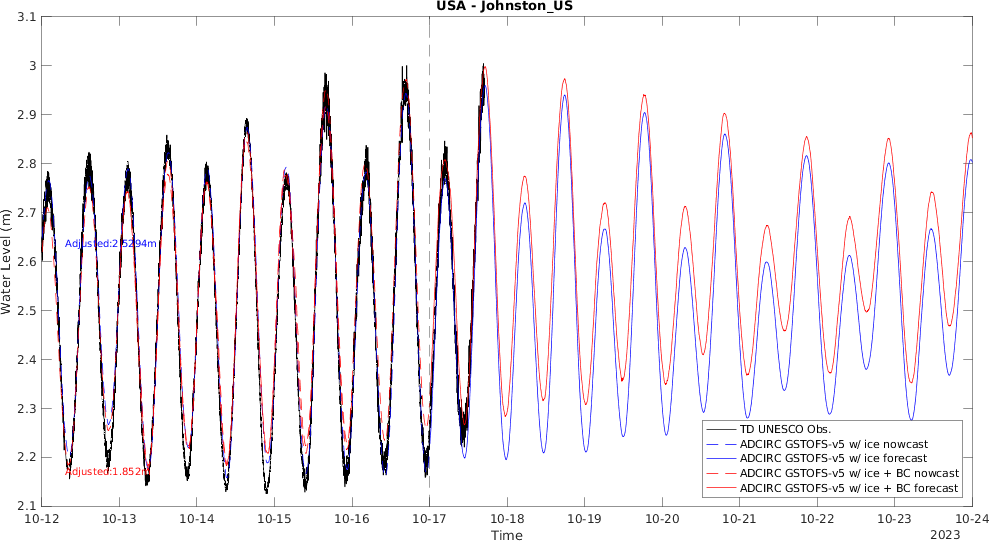 USA - Johnston_US
3.1
3
2.9
2.8
2.7
2.6
2.5
2.4
2.3
2.2
2.1
Water Level (m)
Adjusted:2.5294m
Adjusted:1.852m
TD UNESCO Obs.
ADCIRC GSTOFS-v5 w/ ice nowcast
ADCIRC GSTOFS-v5 w/ ice forecast
ADCIRC GSTOFS-v5 w/ ice + BC nowcast
ADCIRC GSTOFS-v5 w/ ice + BC forecast
10-12 10-13 10-14 10-15 10-16 10-17 10-18 10-19 10-20 10-21 10-22 10-23 10-24
Time
2023